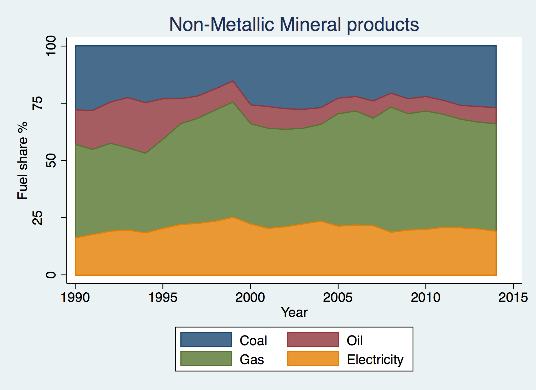 Non-Metallic Mineral products
100
75
50
25
0
Fuel share %
1990 1995 2000 2005 2010 2015
Year
Coal Oil
Gas Electricity